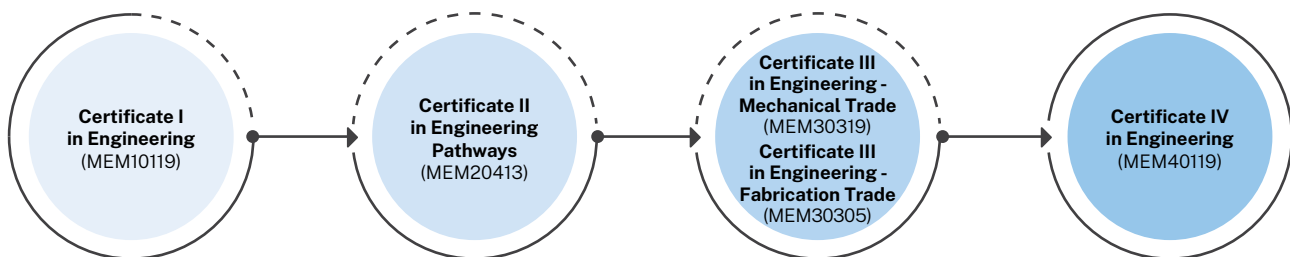 Certificate I
in Engineering
(MEM10119)
Certificate II
in Engineering
Pathways
(MEM20413)
Certificate III
in Engineering -
Mechanical Trade
(MEM30319)
Certificate III
in Engineering -
Fabrication Trade
(MEM30305)
Certificate IV
in Engineering
(MEM40119)